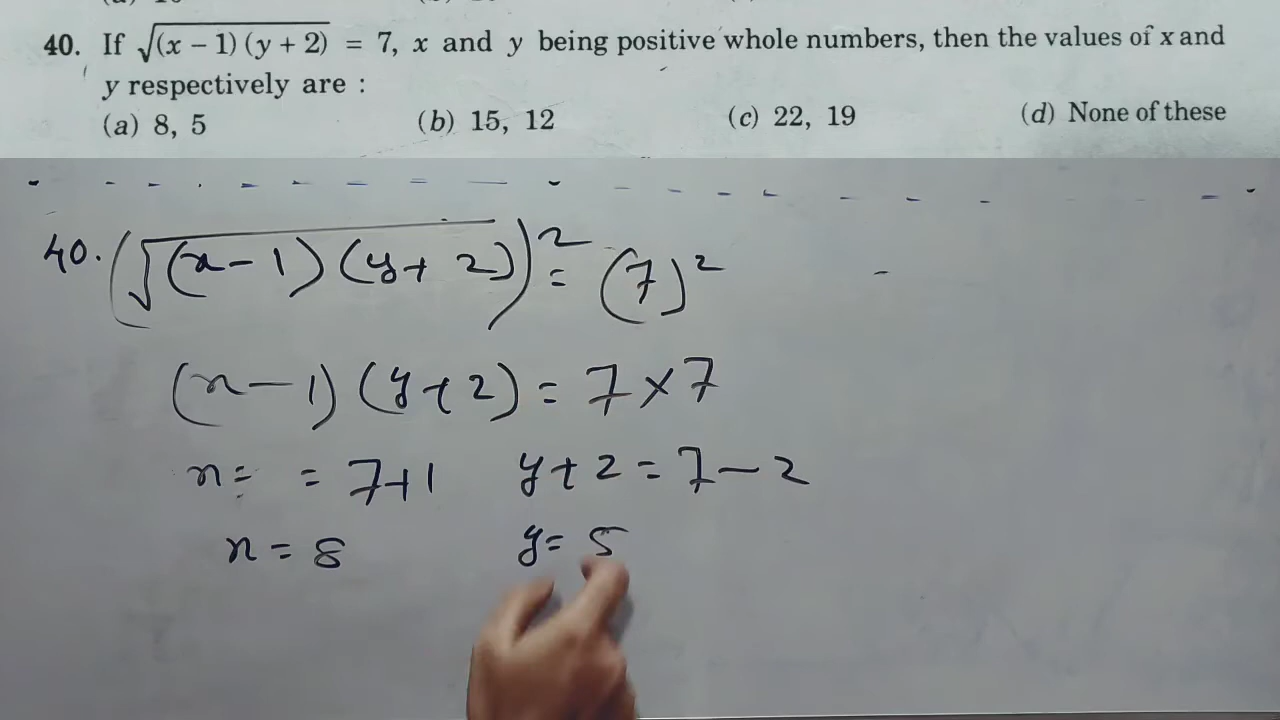 40. If √(x – 1) (y + 2) = 7, x and y being positive whole numbers, then the values of x and
y respectively are :
(a) 8, 5 (b) 15, 12 (c) 22, 19 (d) None of these
40. (√(x-1) (y+2))² = (7)²
(x-1) (y+2) = 7×7
x= = 7+1 y+2=7-2
x = 8 y= 5